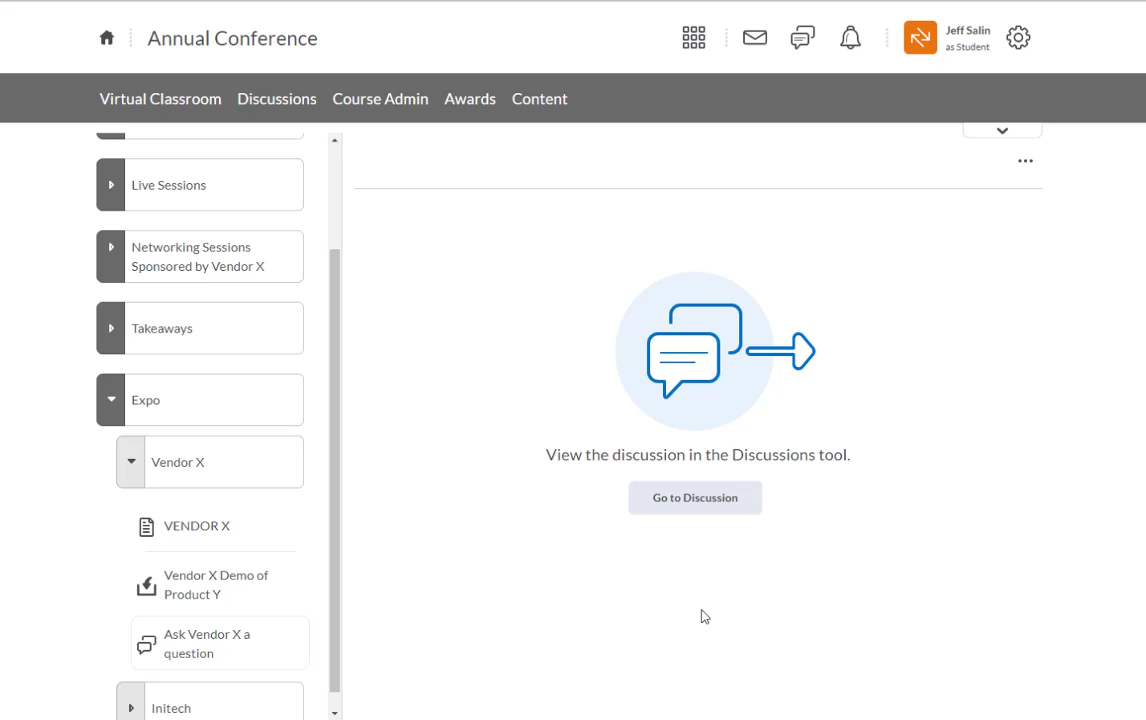 Annual Conference
Jeff Salin
as Student
Virtual Classroom Discussions Course Admin Awards Content
Live Sessions
Networking Sessions
Sponsored by Vendor X
Takeaways
Expo
Vendor X
VENDOR X
Vendor X Demo of
Product Y
Ask Vendor X a
question
Initech
View the discussion in the Discussions tool.
Go to Discussion